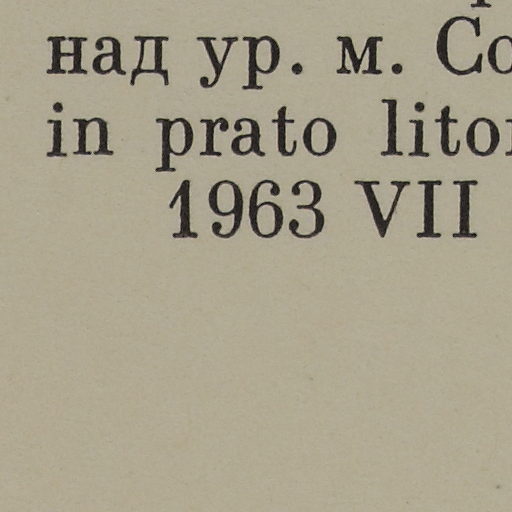 над ур. м. Co
in prato lito
1963 VII